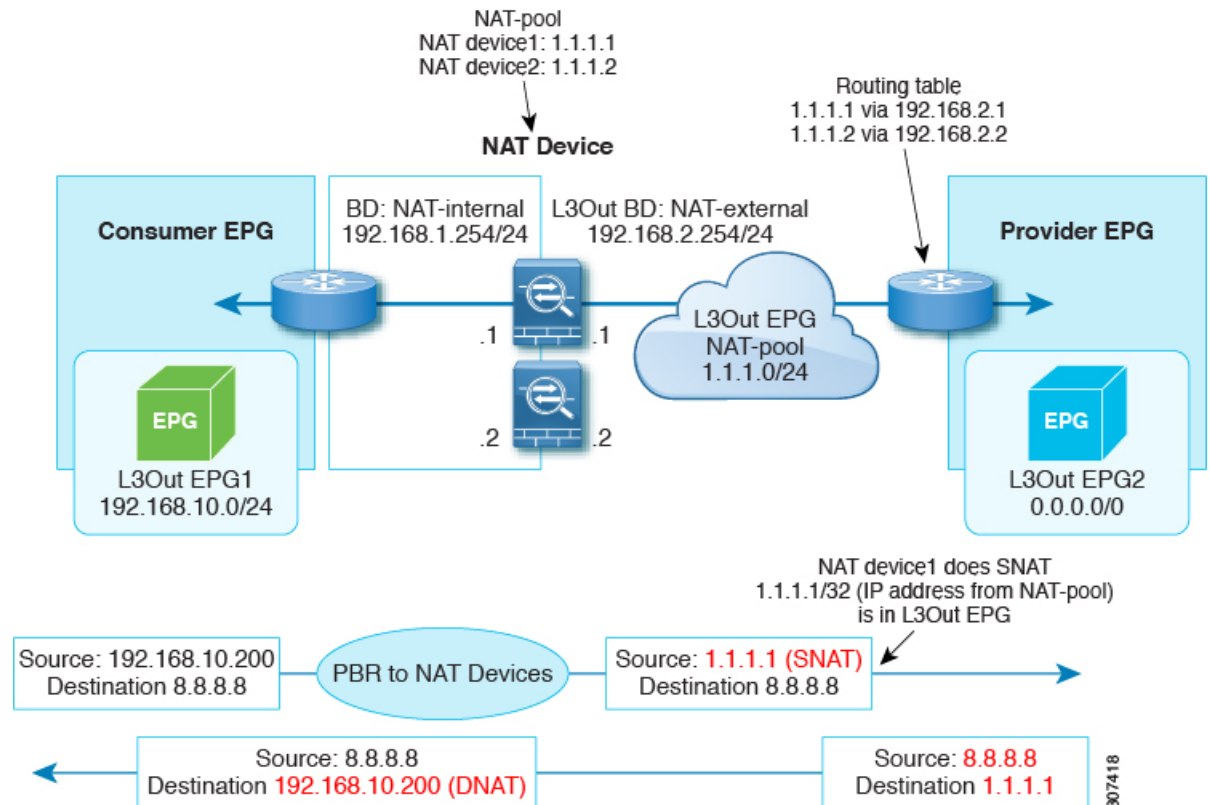 NAT-pool
NAT device1: 1.1.1.1
NAT device2: 1.1.1.2
Routing table
1.1.1.1 via 192.168.2.1
1.1.1.2 via 192.168.2.2
NAT Device
Consumer EPG
BD: NAT-internal
192.168.1.254/24
L3Out BD: NAT-external
192.168.2.254/24
Provider EPG
.1
.1
L3Out EPG
NAT-pool
1.1.1.0/24
.2
.2
EPG
L3Out EPG1
192.168.10.0/24
EPG
L3Out EPG2
0.0.0.0/0
NAT device1 does SNAT
1.1.1.1/32 (IP address from NAT-pool)
is in L3Out EPG
Source: 192.168.10.200
Destination 8.8.8.8
PBR to NAT Devices
Source: 1.1.1.1 (SNAT)
Destination 8.8.8.8
Source: 8.8.8.8
Destination 192.168.10.200 (DNAT)
Source: 8.8.8.8
Destination 1.1.1.1
307418